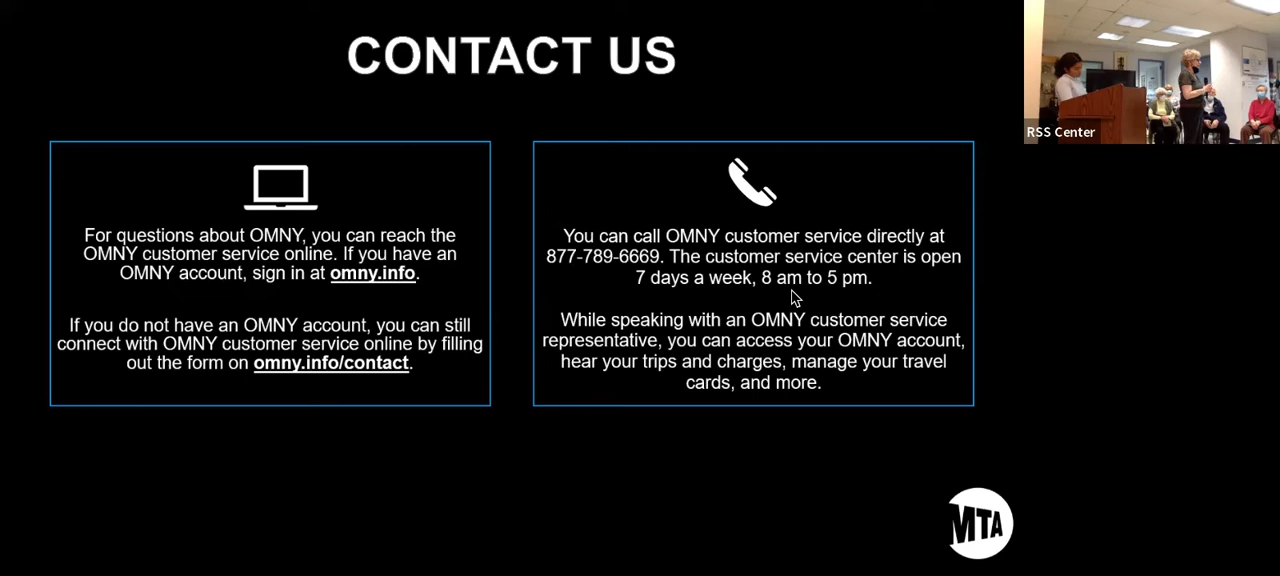 CONTACT US
For questions about OMNY, you can reach the
OMNY customer service online. If you have an
OMNY account, sign in at omny.info.
If you do not have an OMNY account, you can still
connect with OMNY customer service online by filling
out the form on omny.info/contact.
You can call OMNY customer service directly at
877-789-6669. The customer service center is open
7 days a week, 8 am to 5 pm.
While speaking with an OMNY customer service
representative, you can access your OMNY account,
hear your trips and charges, manage your travel
cards, and more.
MTA
RSS Center